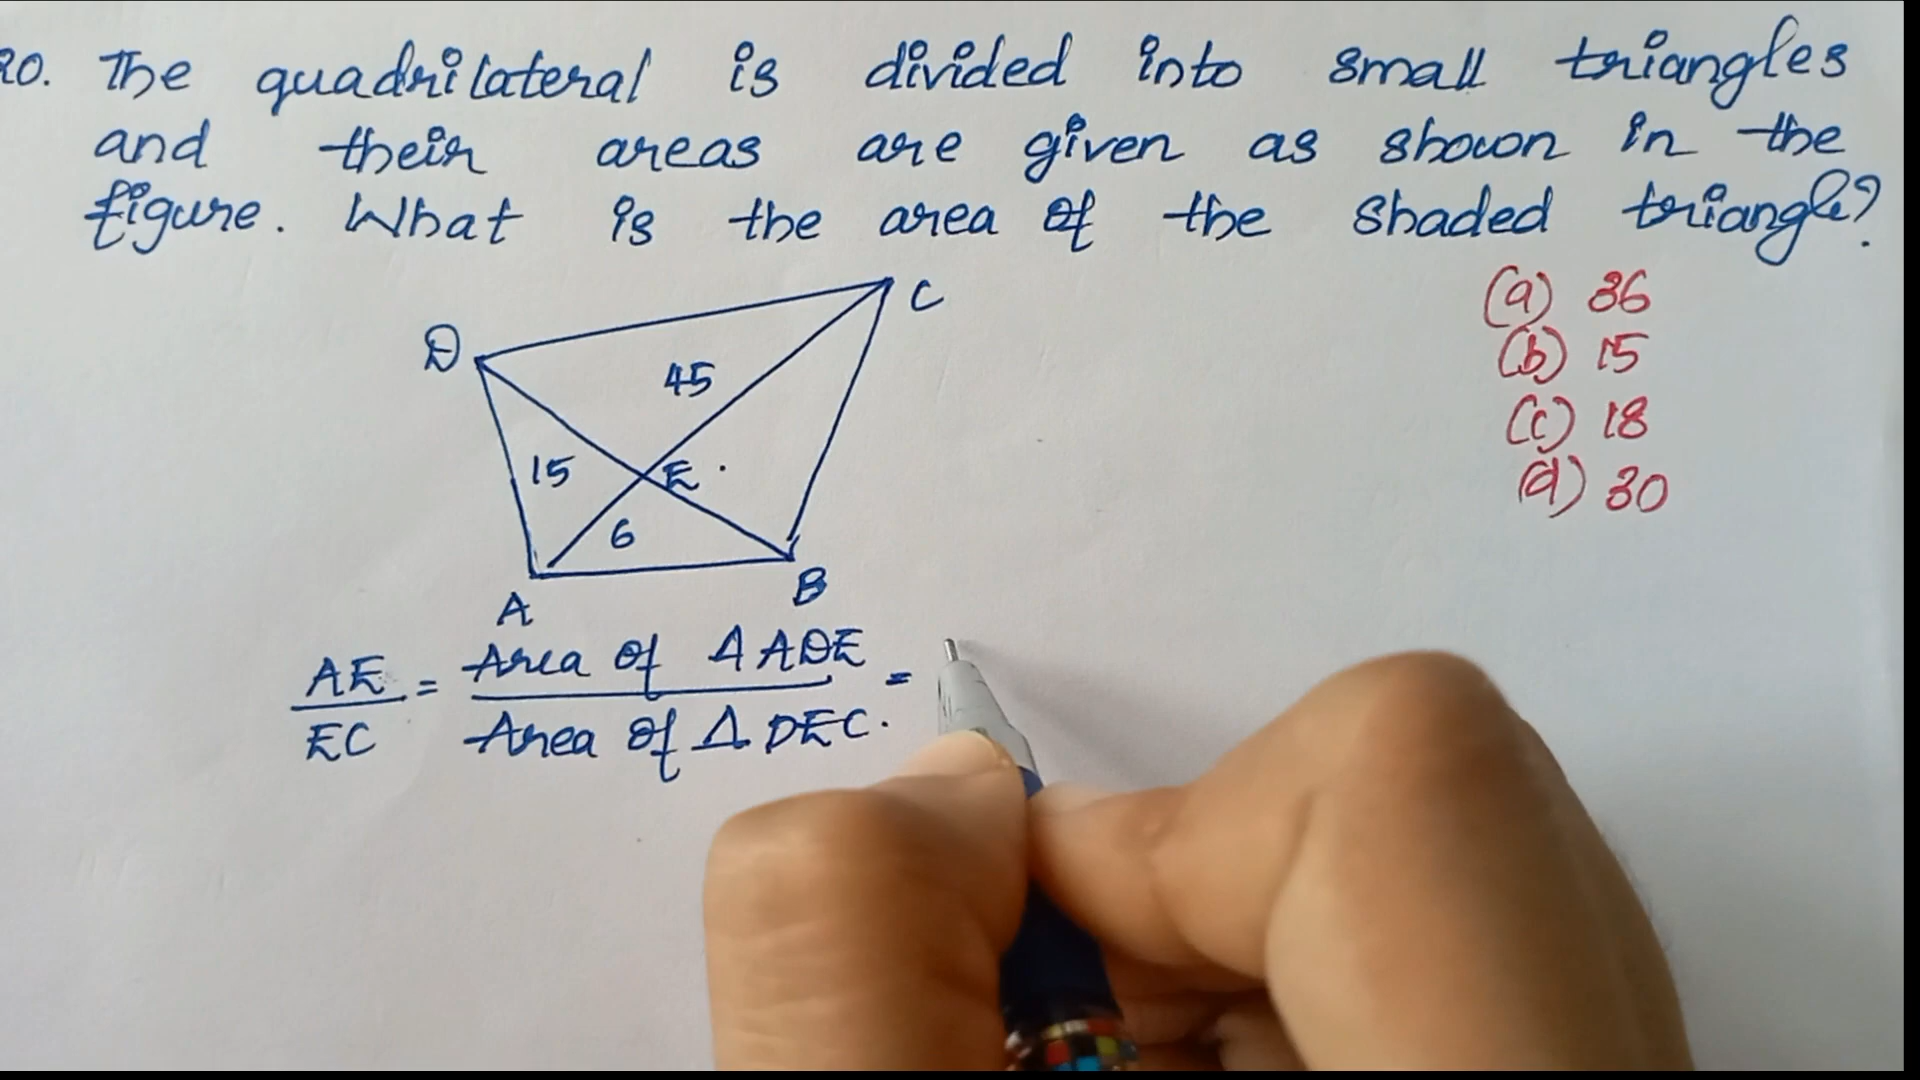 20. The quadrilateral is divided into small triangles
and their areas are given as shown in the
figure. What is the area of the shaded triangle?
(a) 36
(b) 15
(c) 18
(d) 30
D
C
45
15
E
6
A
B
AE/EC = Area of Δ ADE / Area of Δ DEC. =